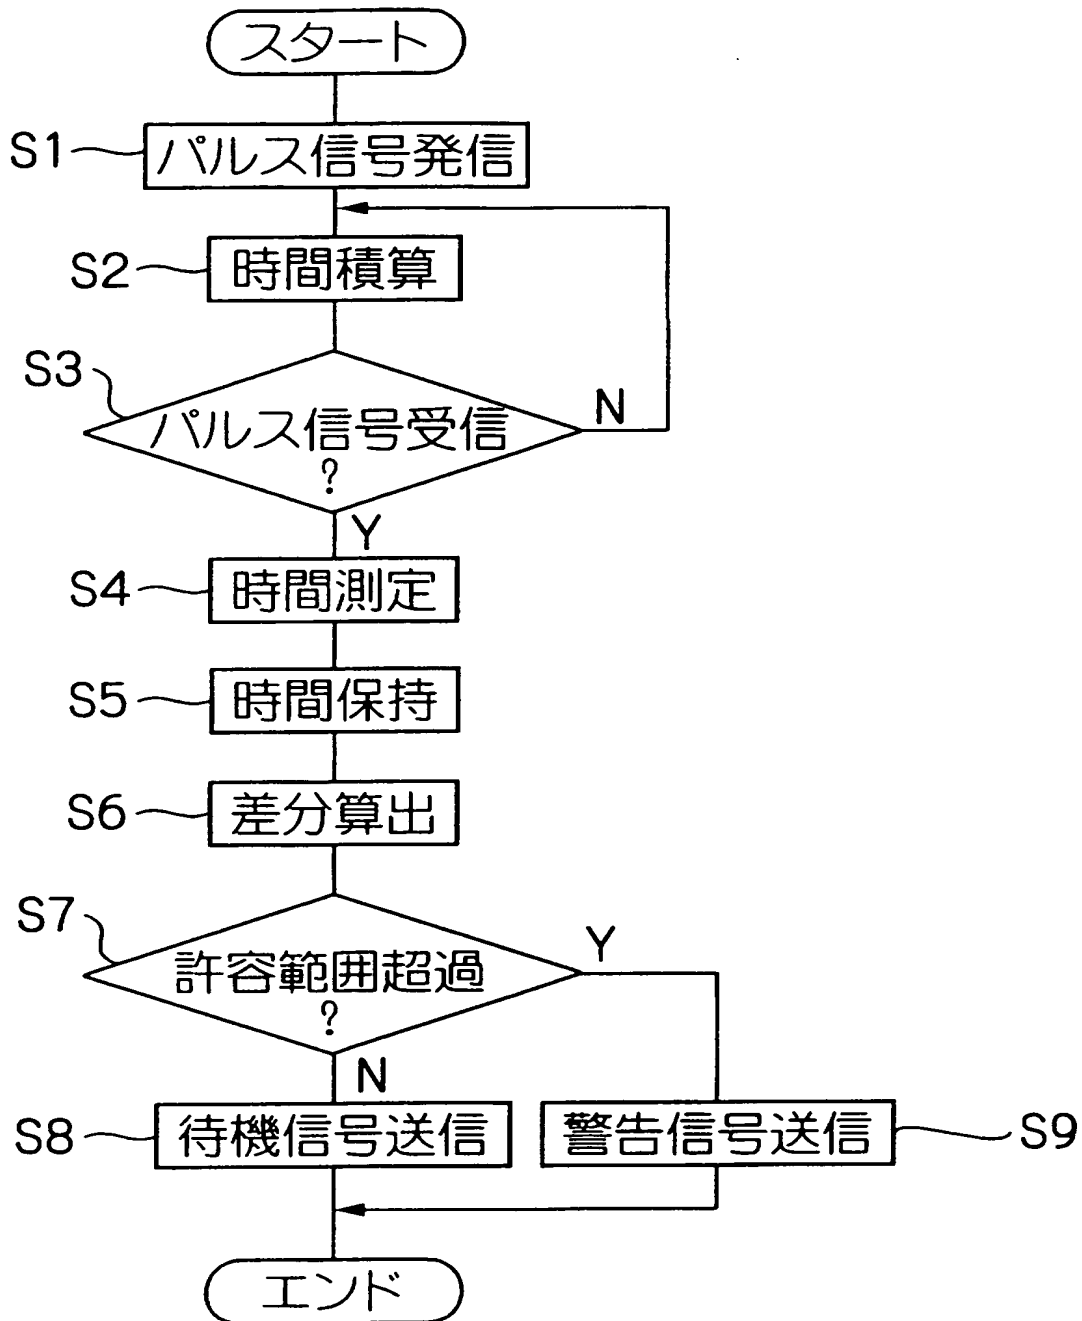 スタート
S1
パルス信号発信
S2
時間積算
S3
パルス信号受信
?
N
Y
S4
時間測定
S5
時間保持
S6
差分算出
S7
許容範囲超過
?
Y
N
S8
待機信号送信
警告信号送信
S9
エンド